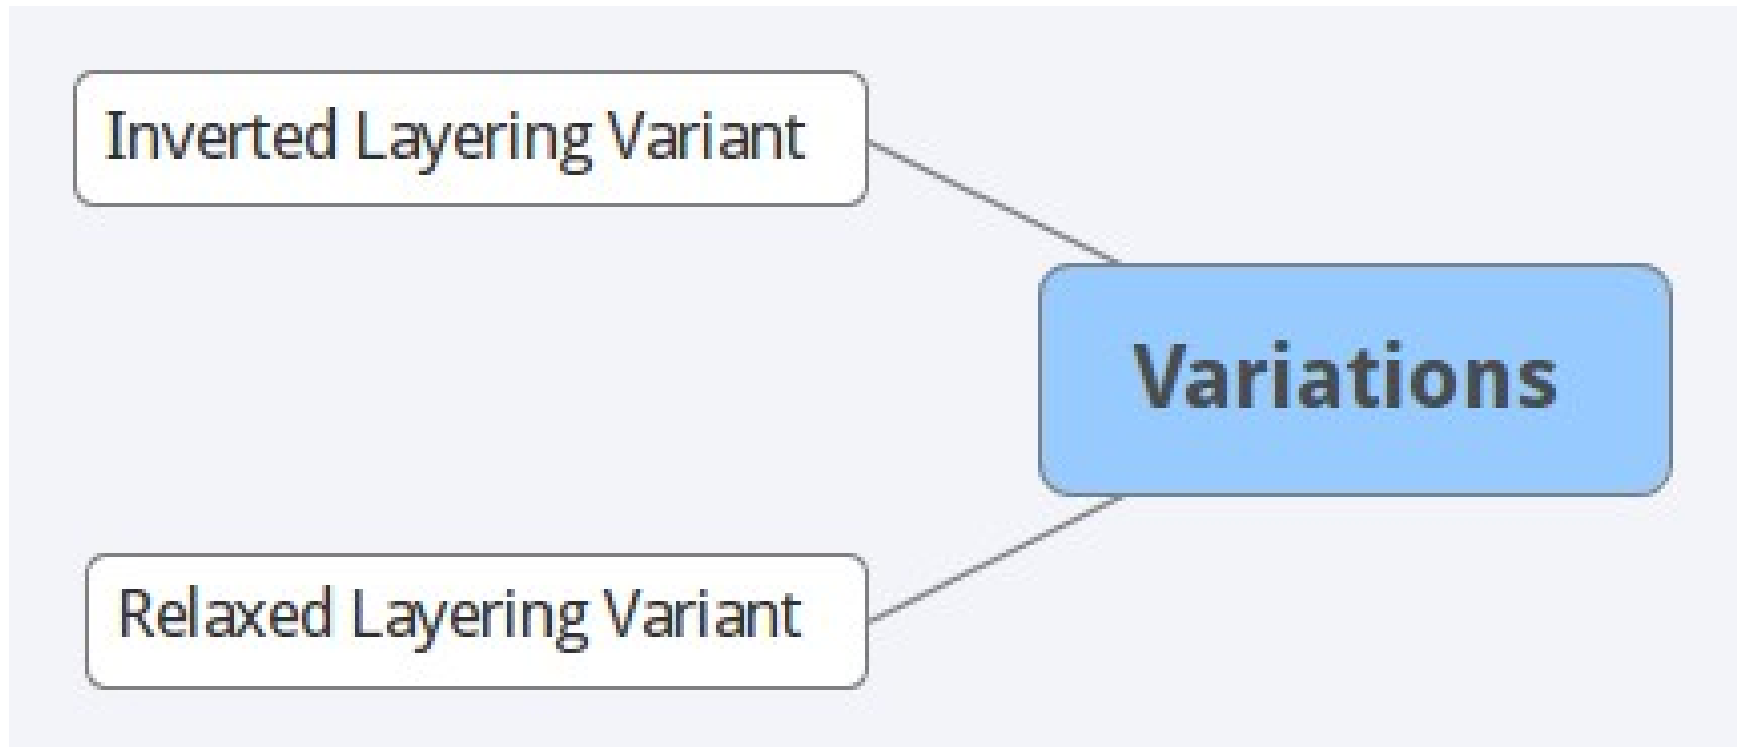 Inverted Layering Variant
Variations
Relaxed Layering Variant